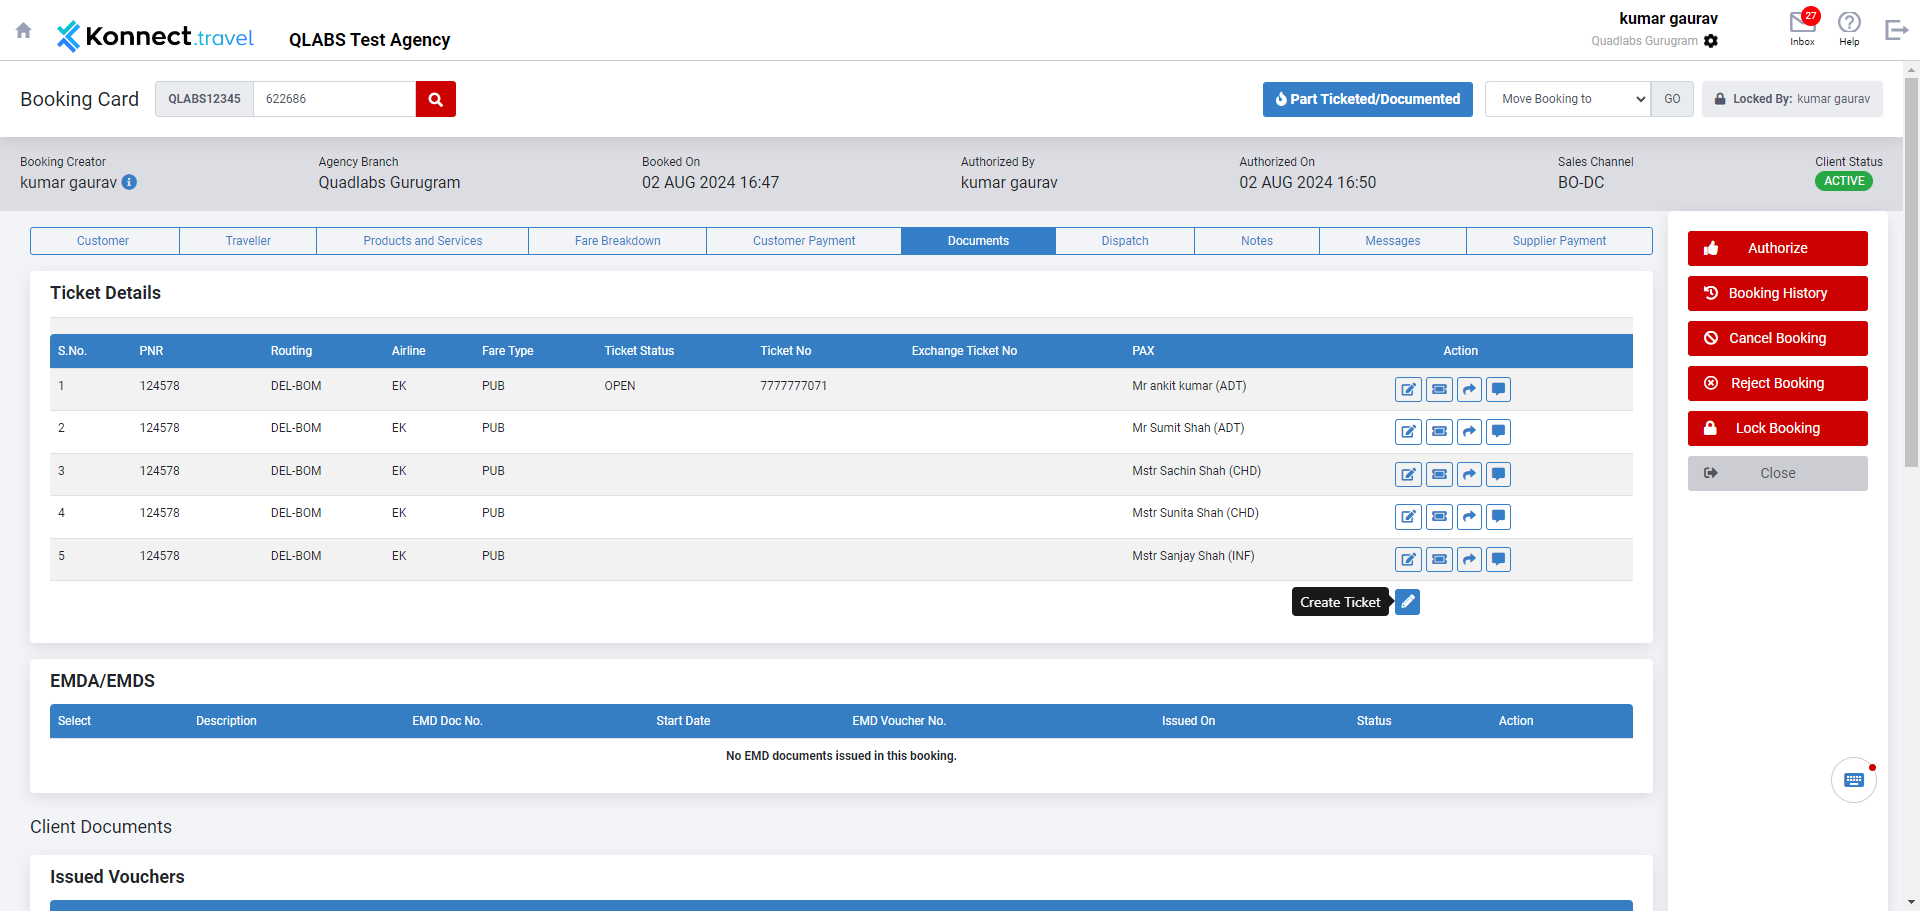 Konnect.travel
QLABS Test Agency
kumar gaurav
Quadlabs Gurugram
27
Inbox
Help
Booking Card
QLABS12345
622686
Part Ticketed/Documented
Move Booking to
GO
Locked By: kumar gaurav
Booking Creator
kumar gaurav
Agency Branch
Quadlabs Gurugram
Booked On
02 AUG 2024 16:47
Authorized By
kumar gaurav
Authorized On
02 AUG 2024 16:50
Sales Channel
BO-DC
Client Status
ACTIVE
Customer
Traveller
Products and Services
Fare Breakdown
Customer Payment
Documents
Dispatch
Notes
Messages
Supplier Payment
Authorize
Booking History
Cancel Booking
Reject Booking
Lock Booking
Close
Ticket Details
S.No. PNR Routing Airline Fare Type Ticket Status Ticket No Exchange Ticket No PAX Action
1 124578 DEL-BOM EK PUB OPEN 7777777071 Mr ankit kumar (ADT)
2 124578 DEL-BOM EK PUB Mr Sumit Shah (ADT)
3 124578 DEL-BOM EK PUB Mstr Sachin Shah (CHD)
4 124578 DEL-BOM EK PUB Mstr Sunita Shah (CHD)
5 124578 DEL-BOM EK PUB Mstr Sanjay Shah (INF)
Create Ticket
EMDA/EMDS
Select Description EMD Doc No. Start Date EMD Voucher No. Issued On Status Action
No EMD documents issued in this booking.
Client Documents
Issued Vouchers